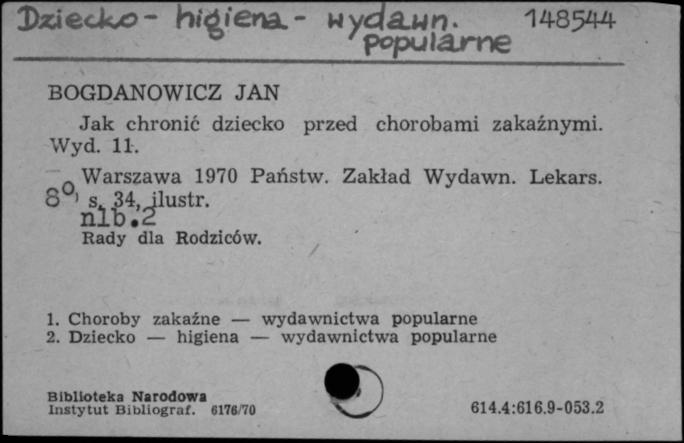 Dziecko - higiena - wydawn. 148544
popularne
BOGDANOWICZ JAN
Jak chronić dziecko przed chorobami zakaźnymi.
Wyd. 11.
Warszawa 1970 Państw. Zakład Wydawn. Lekars.
8⁰, s. 34, ilustr.
nlb.2
Rady dla Rodziców.
1. Choroby zakaźne — wydawnictwa popularne
2. Dziecko — higiena — wydawnictwa popularne
Biblioteka Narodowa
Instytut Bibliograf. 6176/70 614.4:616.9-053.2